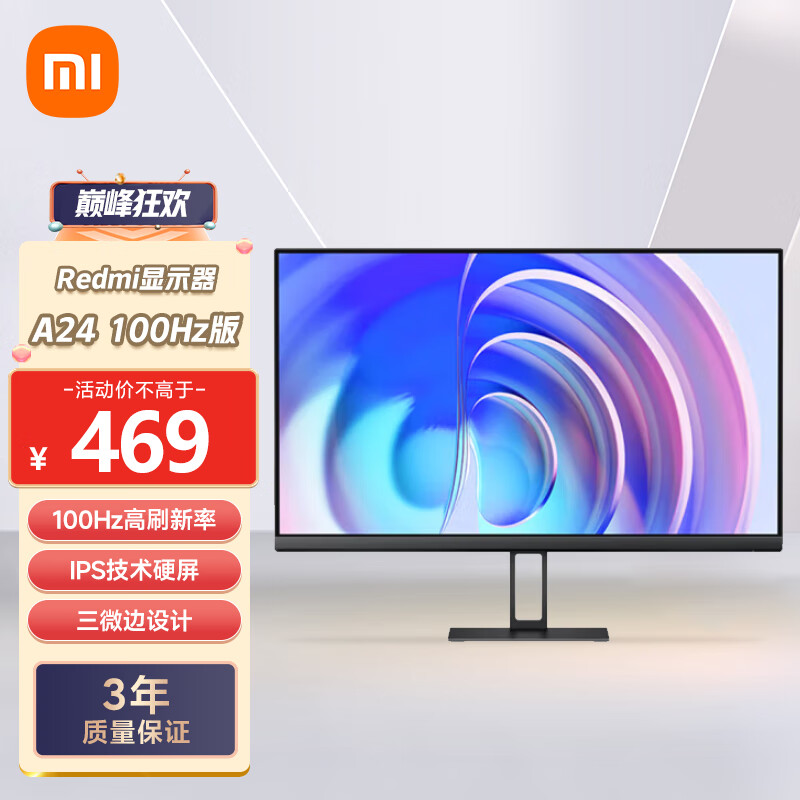 mi
巅峰狂欢
Redmi显示器
A24 100Hz版
-活动价不高于-
¥ 469
100Hz高刷新率
IPS技术硬屏
三微边设计
3年
质量保证